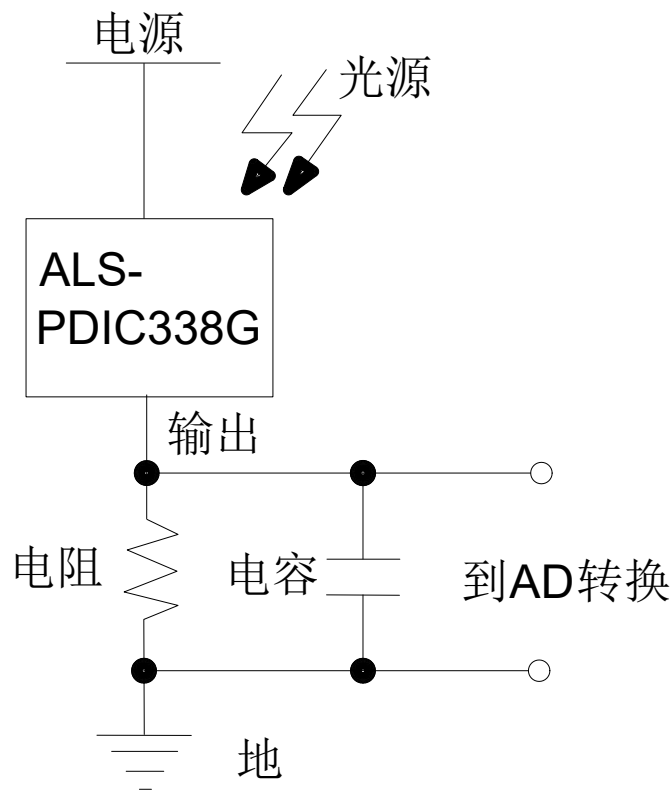 电源
光源
ALS-
PDIC338G
输出
电阻
电容
到AD转换
地